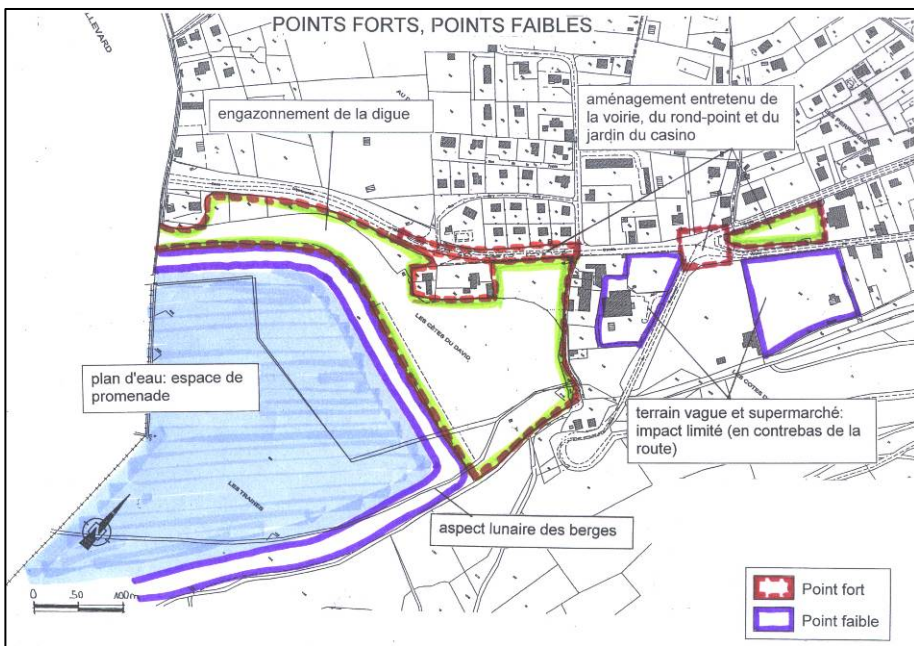 POINTS FORTS, POINTS FAIBLES
LLEVARD
engazonnement de la digue
aménagement entretenu de
la voirie, du rond-point et du
jardin du casino
LES CÔTES DU DAVID
plan d'eau: espace de
promenade
terrain vague et supermarché:
impact limité (en contrebas de la
route)
LES TRAINES
aspect lunaire des berges
0 50 100m
Point fort
Point faible